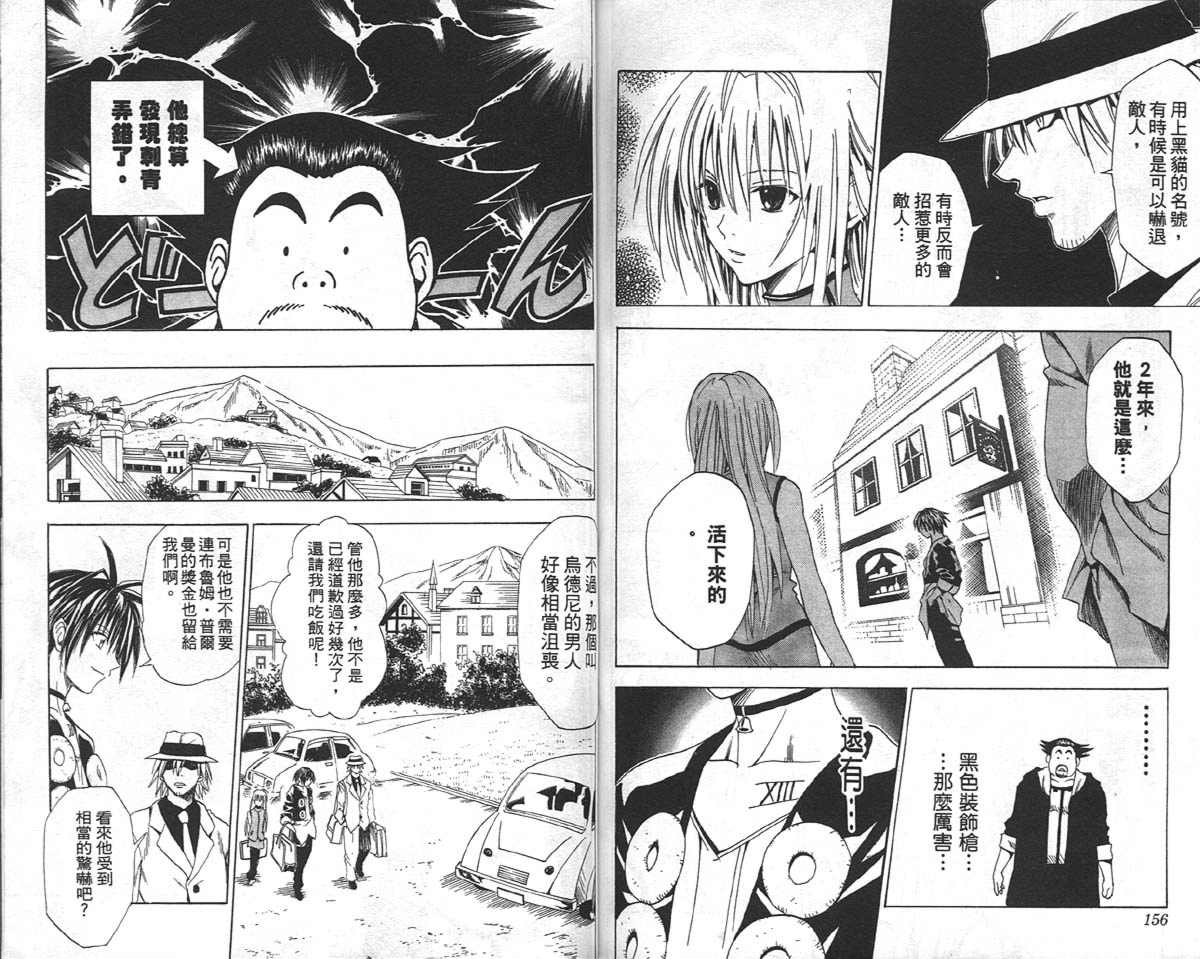 用上黑貓的名號，
有時候是可以嚇退
敵人，
有時反而會
招惹更多的
敵人…
2年來，
他就是這麼…
活下來的
。
………
黑色裝飾槍…
…那麼厲害…
還有…
XIII
156
他總算
發現刺青
弄錯了。
ど——ん
不過，那個叫
烏德尼的男人
好像相當沮喪。
管他那麼多，他不是
已經道歉過好幾次了，
還請我們吃飯呢！
可是他也不需要
連布魯姆·普爾
曼的獎金也留給
我們啊。
看來他受到
相當的驚嚇吧？